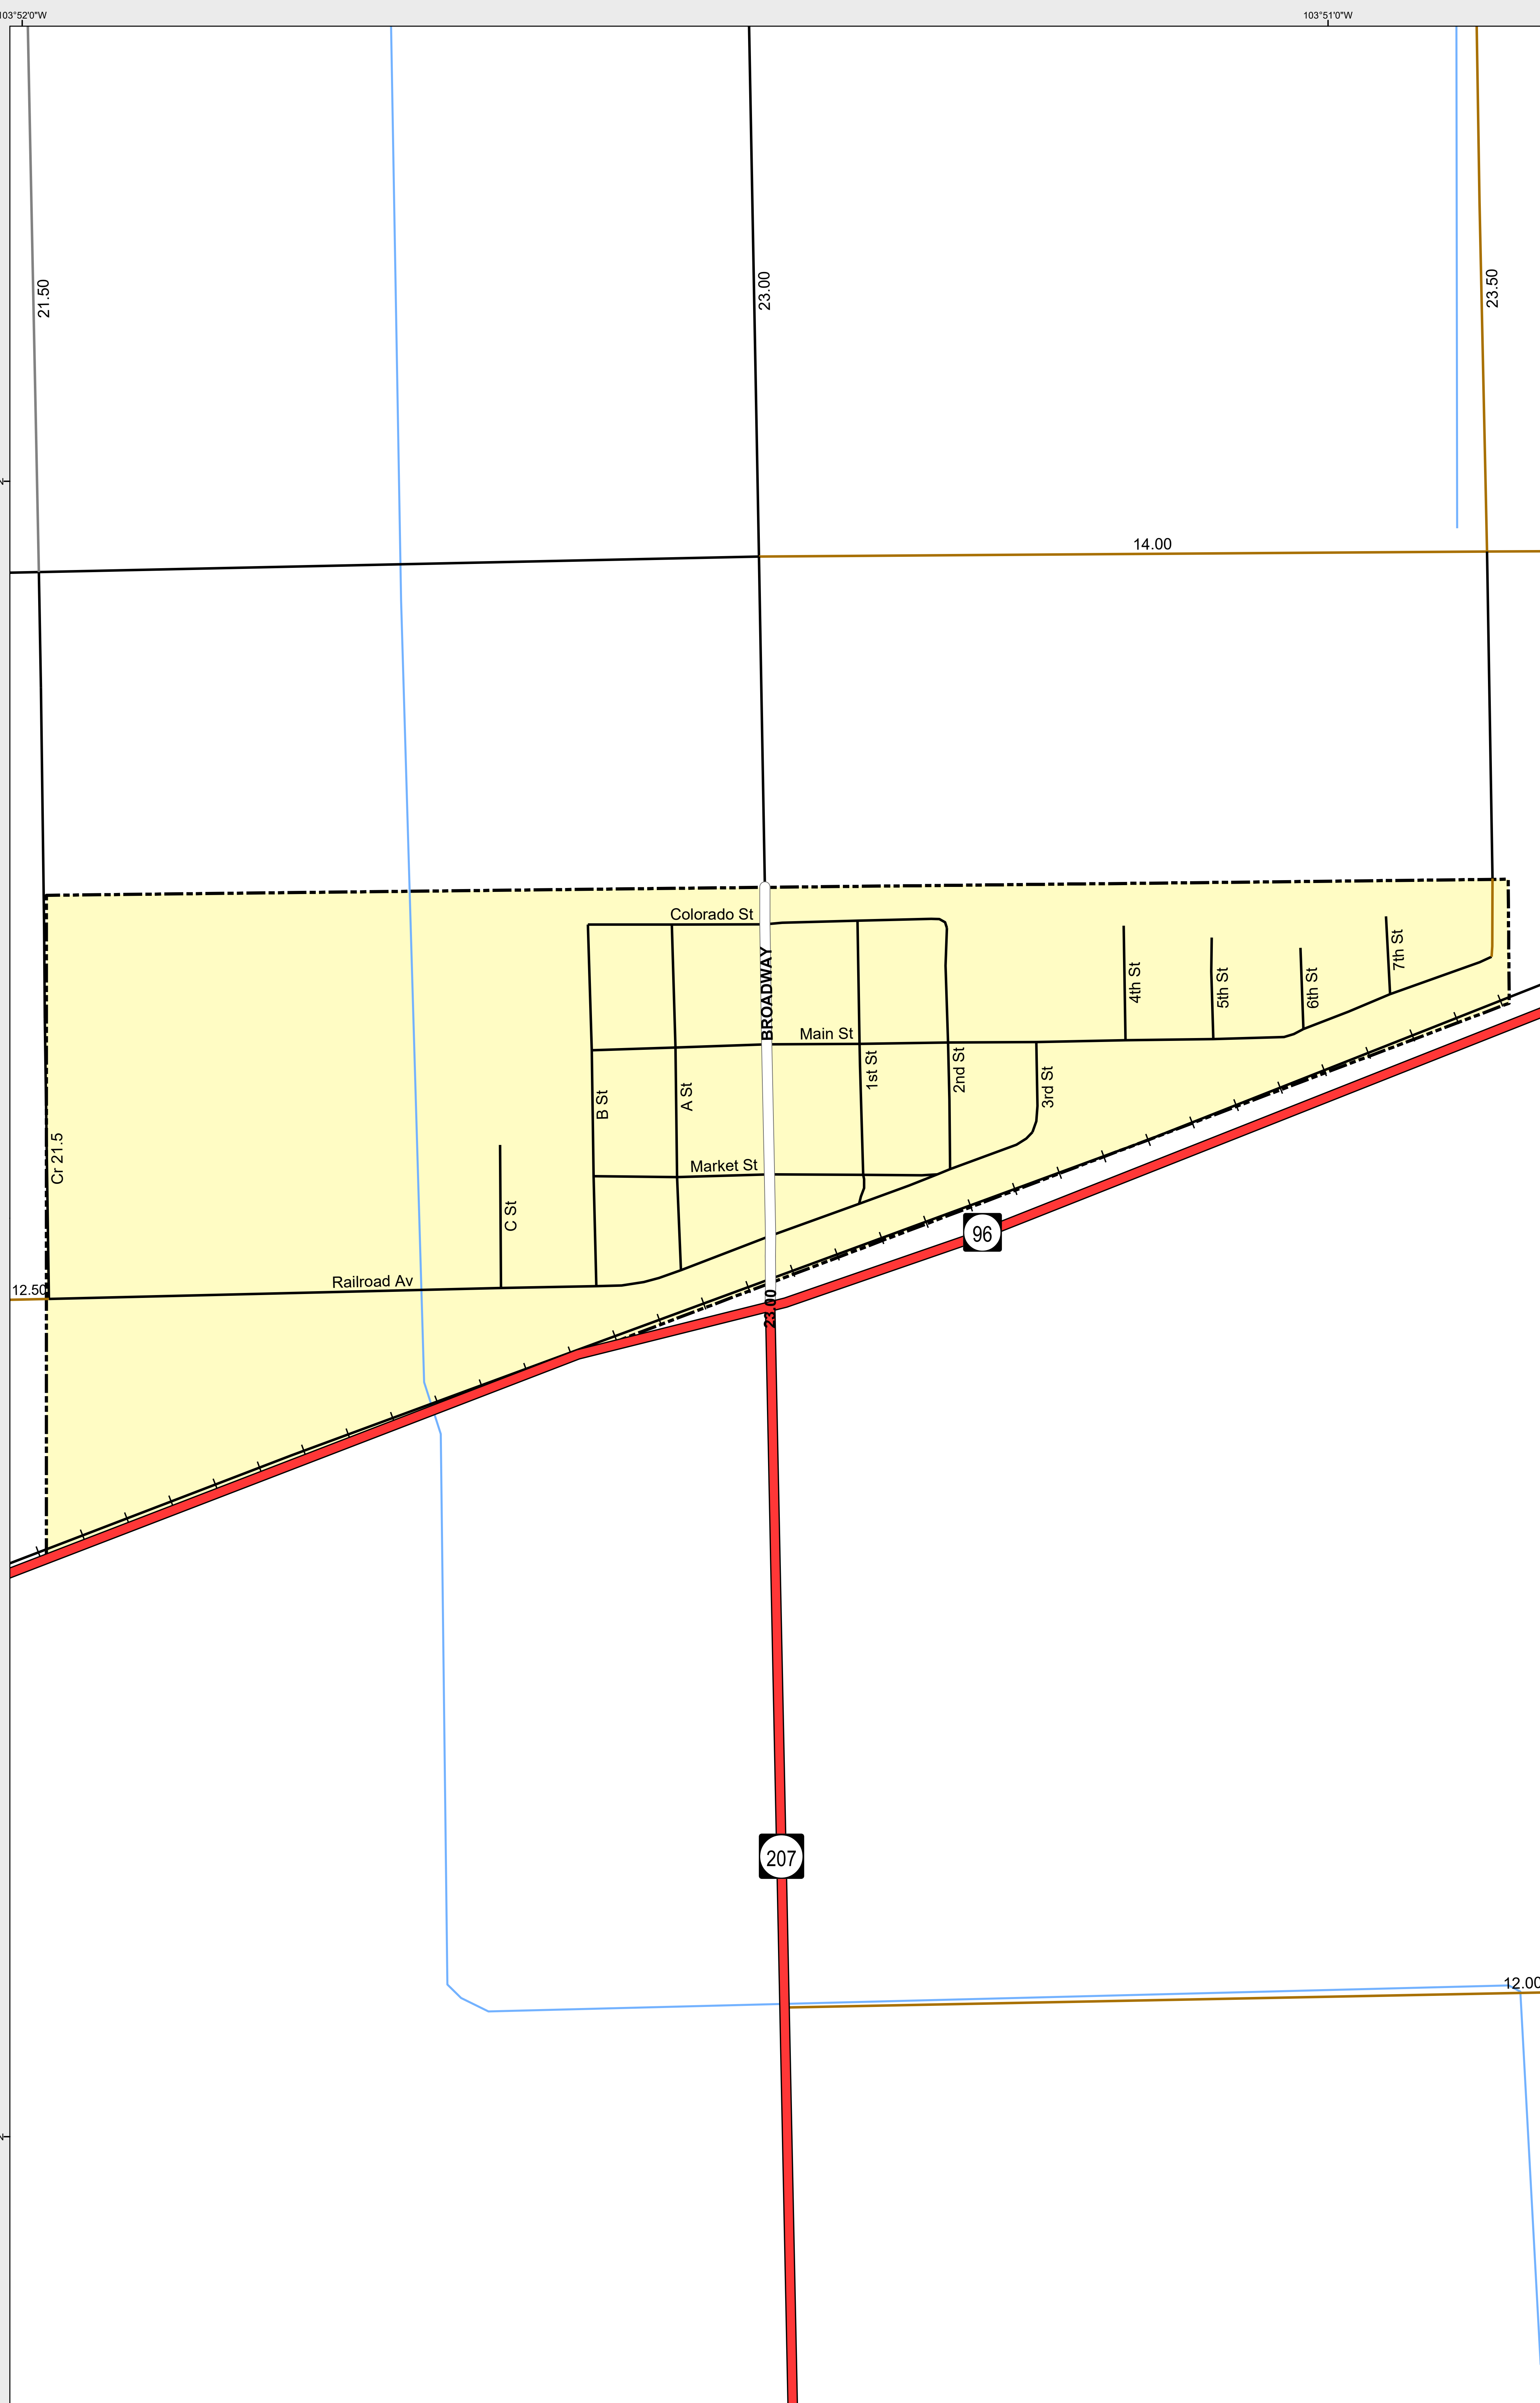 103°52'0"W
103°51'0"W
21.50
23.00
23.50
14.00
Colorado St
BROADWAY
Main St
4th St
5th St
6th St
7th St
1st St
2nd St
3rd St
B St
A St
Cr 21.5
Market St
C St
96
Railroad Av
12.50
23.00
207
12.00